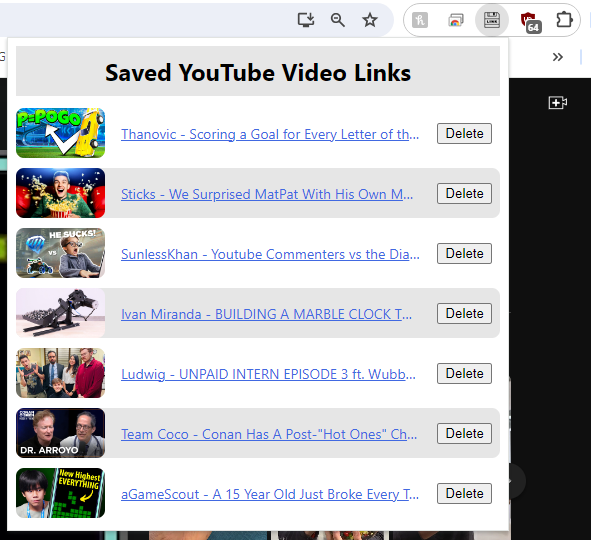 LINK
64
G
»
Saved YouTube Video Links
P=POGO
Thanovic - Scoring a Goal for Every Letter of th...
Delete
Sticks - We Surprised MatPat With His Own M...
Delete
HE SUCKS!
vs
SunlessKhan - Youtube Commenters vs the Dia...
Delete
Ivan Miranda - BUILDING A MARBLE CLOCK T...
Delete
Ludwig - UNPAID INTERN EPISODE 3 ft. Wubb...
Delete
DR. ARROYO
Team Coco - Conan Has A Post-"Hot Ones" Ch...
Delete
New Highest
EVERYTHING
aGameScout - A 15 Year Old Just Broke Every T...
Delete